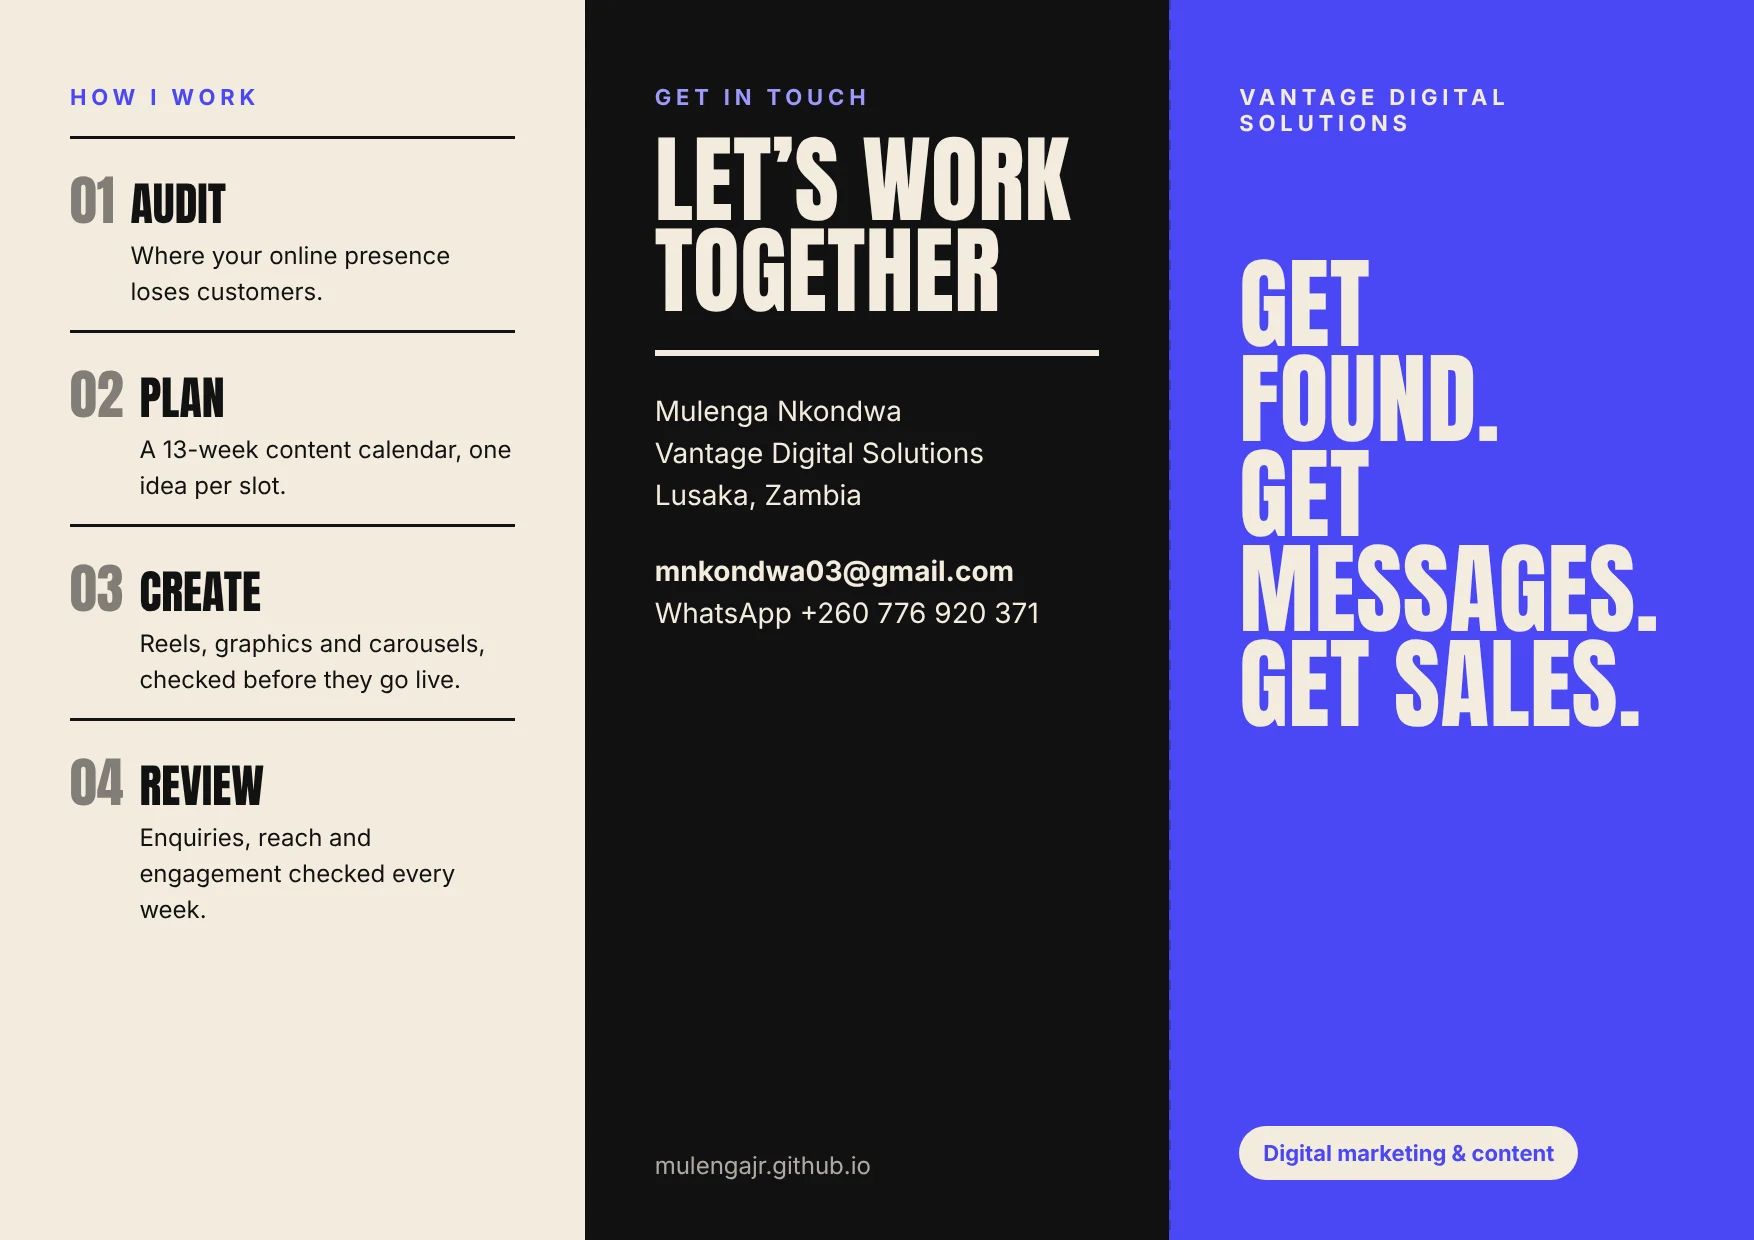 HOW I WORK
01 AUDIT
Where your online presence
loses customers.
02 PLAN
A 13-week content calendar, one
idea per slot.
03 CREATE
Reels, graphics and carousels,
checked before they go live.
04 REVIEW
Enquiries, reach and
engagement checked every
week.
GET IN TOUCH
LET’S WORK
TOGETHER
Mulenga Nkondwa
Vantage Digital Solutions
Lusaka, Zambia
mnkondwa03@gmail.com
WhatsApp +260 776 920 371
mulengajr.github.io
VANTAGE DIGITAL
SOLUTIONS
GET
FOUND.
GET
MESSAGES.
GET SALES.
Digital marketing & content